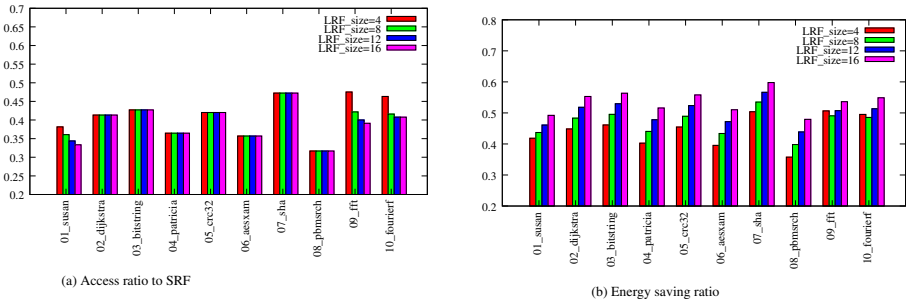 0.7
0.65
0.6
0.55
0.5
0.45
0.4
0.35
0.3
0.25
0.2
LRF_size=4
LRF_size=8
LRF_size=12
LRF_size=16
01_susan
02_dijkstra
03_bitstring
04_patricia
05_crc32
06_aesxam
07_sha
08_pbmsrch
09_fft
10_fourierf
(a) Access ratio to SRF
0.8
0.7
0.6
0.5
0.4
0.3
0.2
LRF_size=4
LRF_size=8
LRF_size=12
LRF_size=16
01_susan
02_dijkstra
03_bitstring
04_patricia
05_crc32
06_aesxam
07_sha
08_pbmsrch
09_fft
10_fourierf
(b) Energy saving ratio